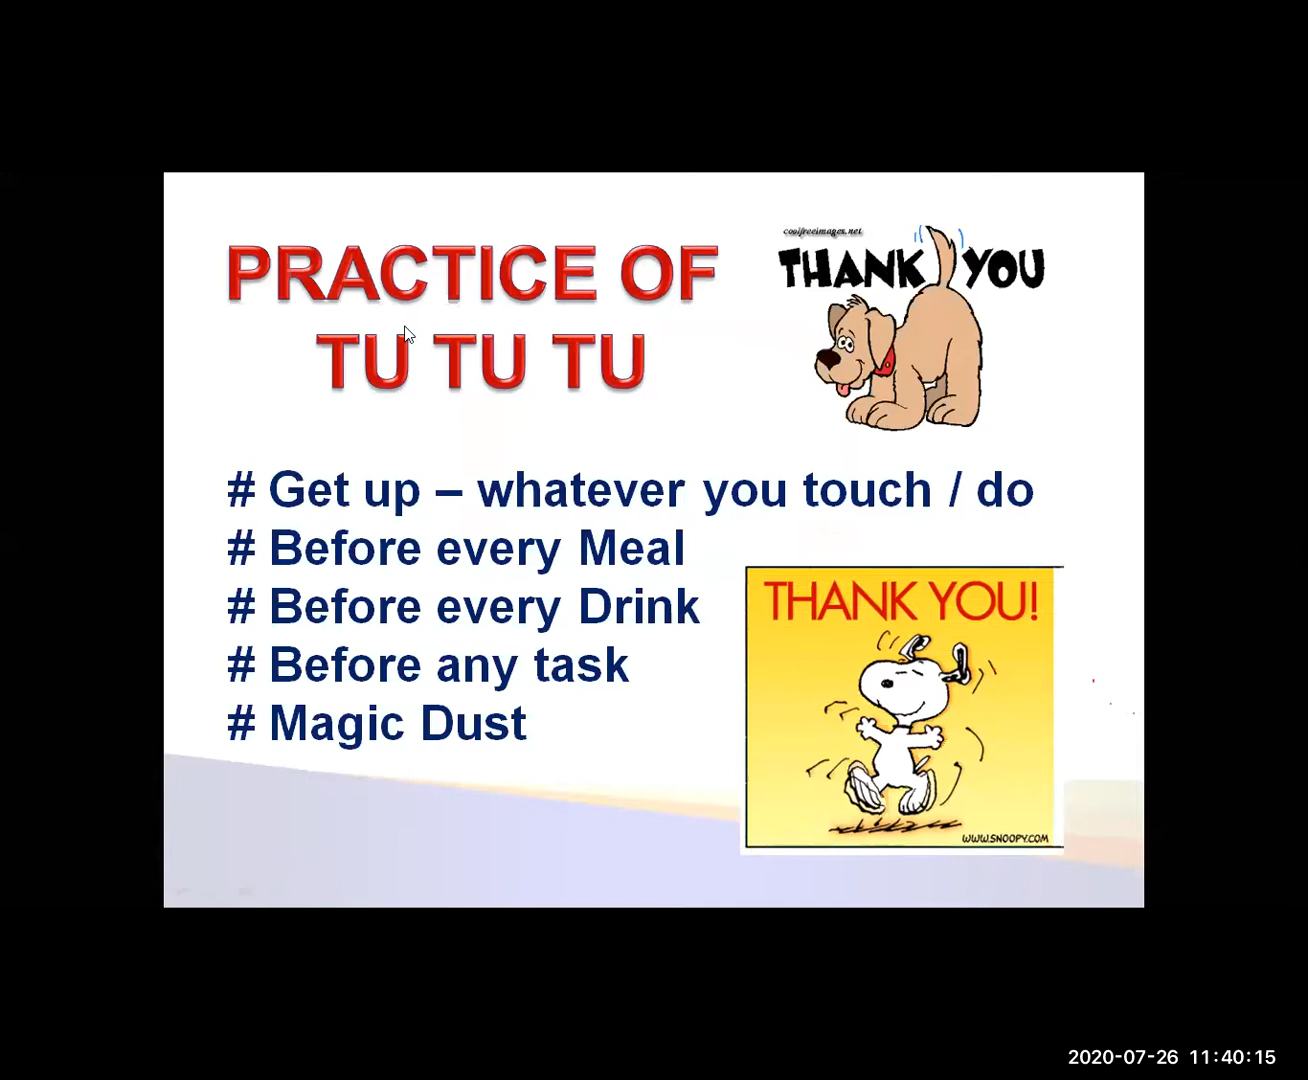 coolfreeimages.net
THANK YOU
PRACTICE OF
TU TU TU
# Get up – whatever you touch / do
# Before every Meal
# Before every Drink
# Before any task
# Magic Dust
THANK YOU!
WWW.SNOOPY.COM
2020-07-26 11:40:15